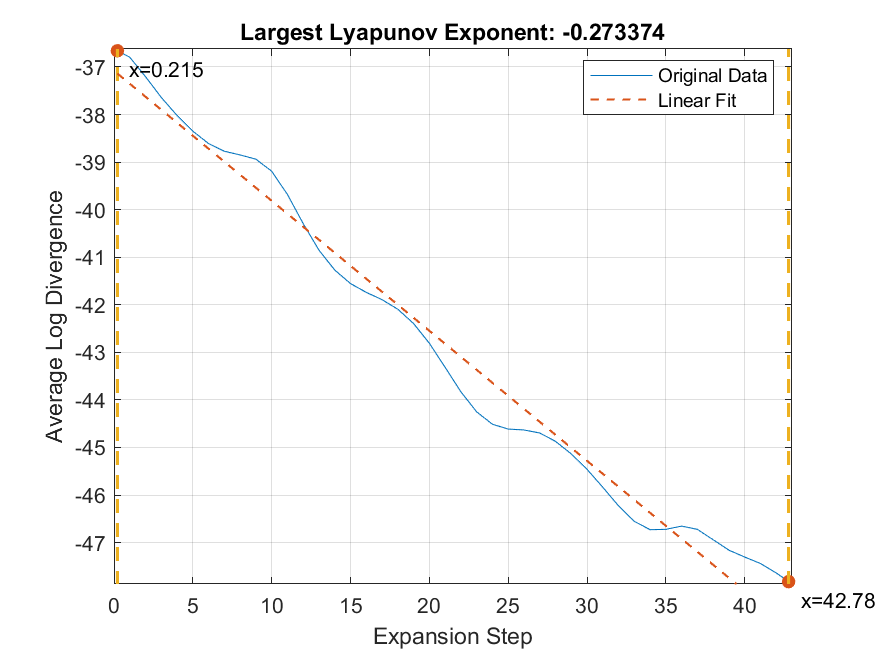 Largest Lyapunov Exponent: -0.273374
-37
x=0.215
Original Data
Linear Fit
-38
-39
-40
-41
-42
-43
-44
-45
-46
-47
Average Log Divergence
x=42.78
0 5 10 15 20 25 30 35 40
Expansion Step